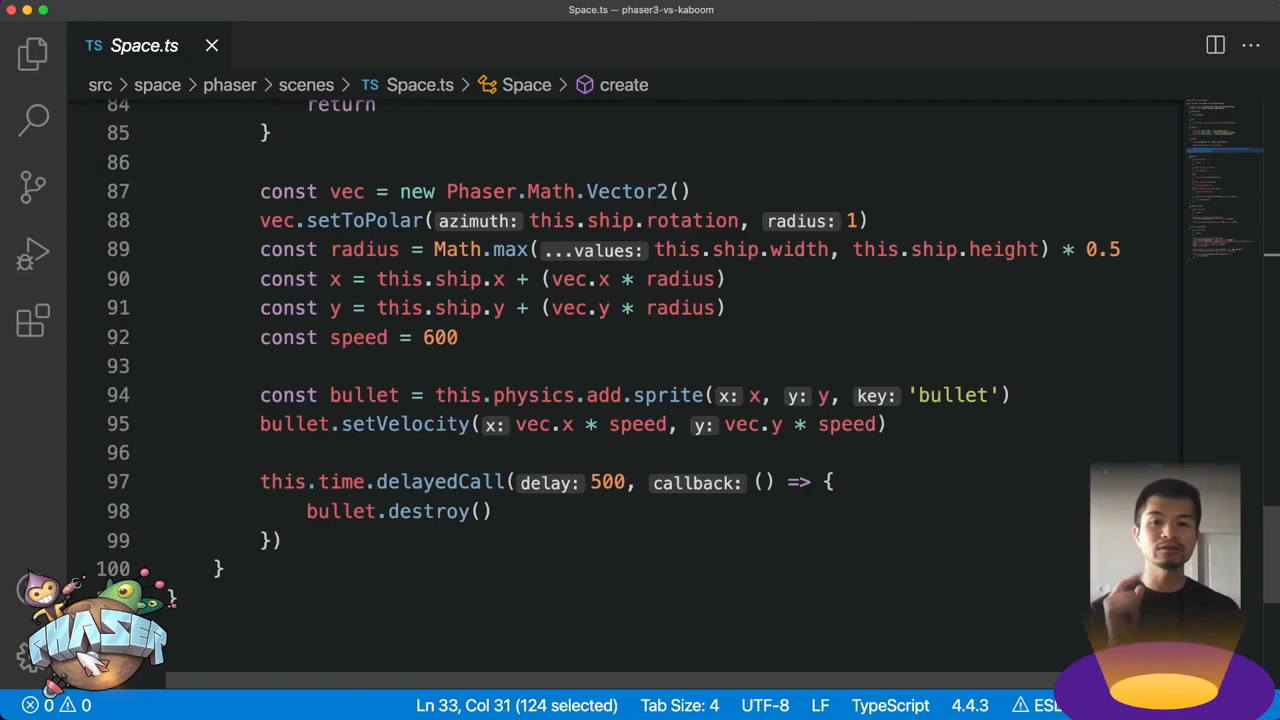 Space.ts — phaser3-vs-kaboom
TS Space.ts
src space phaser scenes TS Space.ts Space create
84 return
85 }
86
87 const vec = new Phaser.Math.Vector2()
88 vec.setToPolar(azimuth: this.ship.rotation, radius: 1)
89 const radius = Math.max(...values: this.ship.width, this.ship.height) * 0.5
90 const x = this.ship.x + (vec.x * radius)
91 const y = this.ship.y + (vec.y * radius)
92 const speed = 600
93
94 const bullet = this.physics.add.sprite(x: x, y: y, key: 'bullet')
95 bullet.setVelocity(x: vec.x * speed, y: vec.y * speed)
96
97 this.time.delayedCall(delay: 500, callback: () => {
98 bullet.destroy()
99 })
100 }
}
PHASER
0 0 Ln 33, Col 31 (124 selected) Tab Size: 4 UTF-8 LF TypeScript 4.4.3